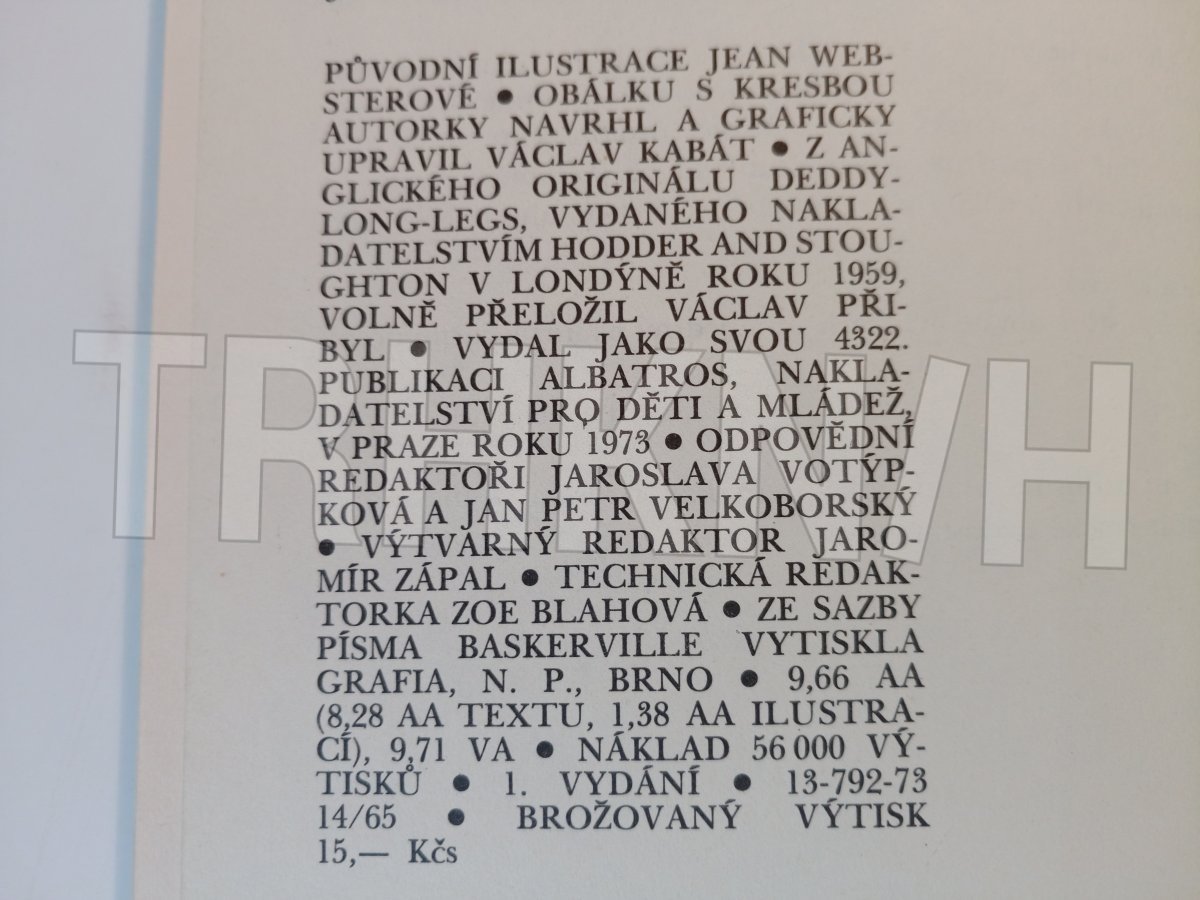 PŮVODNÍ ILUSTRACE JEAN WEB-
STEROVÉ ● OBÁLKU S KRESBOU
AUTORKY NAVRHL A GRAFICKY
UPRAVIL VÁCLAV KABÁT ● Z AN-
GLICKÉHO ORIGINÁLU DEDDY-
LONG-LEGS, VYDANÉHO NAKLA-
DATELSTVÍM HODDER AND STOU-
GHTON V LONDÝNĚ ROKU 1959,
VOLNĚ PŘELOŽIL VÁCLAV PŘI-
BYL ● VYDAL JAKO SVOU 4322.
PUBLIKACI ALBATROS, NAKLA-
DATELSTVÍ PRO DĚTI A MLÁDEŽ,
V PRAZE ROKU 1973 ● ODPOVĚDNÍ
REDAKTOŘI JAROSLAVA VOTÝP-
KOVÁ A JAN PETR VELKOBORSKÝ
● VÝTVARNÝ REDAKTOR JARO-
MÍR ZÁPAL ● TECHNICKÁ REDAK-
TORKA ZOE BLAHOVÁ ● ZE SAZBY
PÍSMA BASKERVILLE VYTISKLA
GRAFIA, N. P., BRNO ● 9,66 AA
(8,28 AA TEXTU, 1,38 AA ILUSTRA-
CÍ), 9,71 VA ● NÁKLAD 56 000 VÝ-
TISKŮ ● 1. VYDÁNÍ ● 13-792-73
14/65 ● BROŽOVANÝ VÝTISK
15,— Kčs